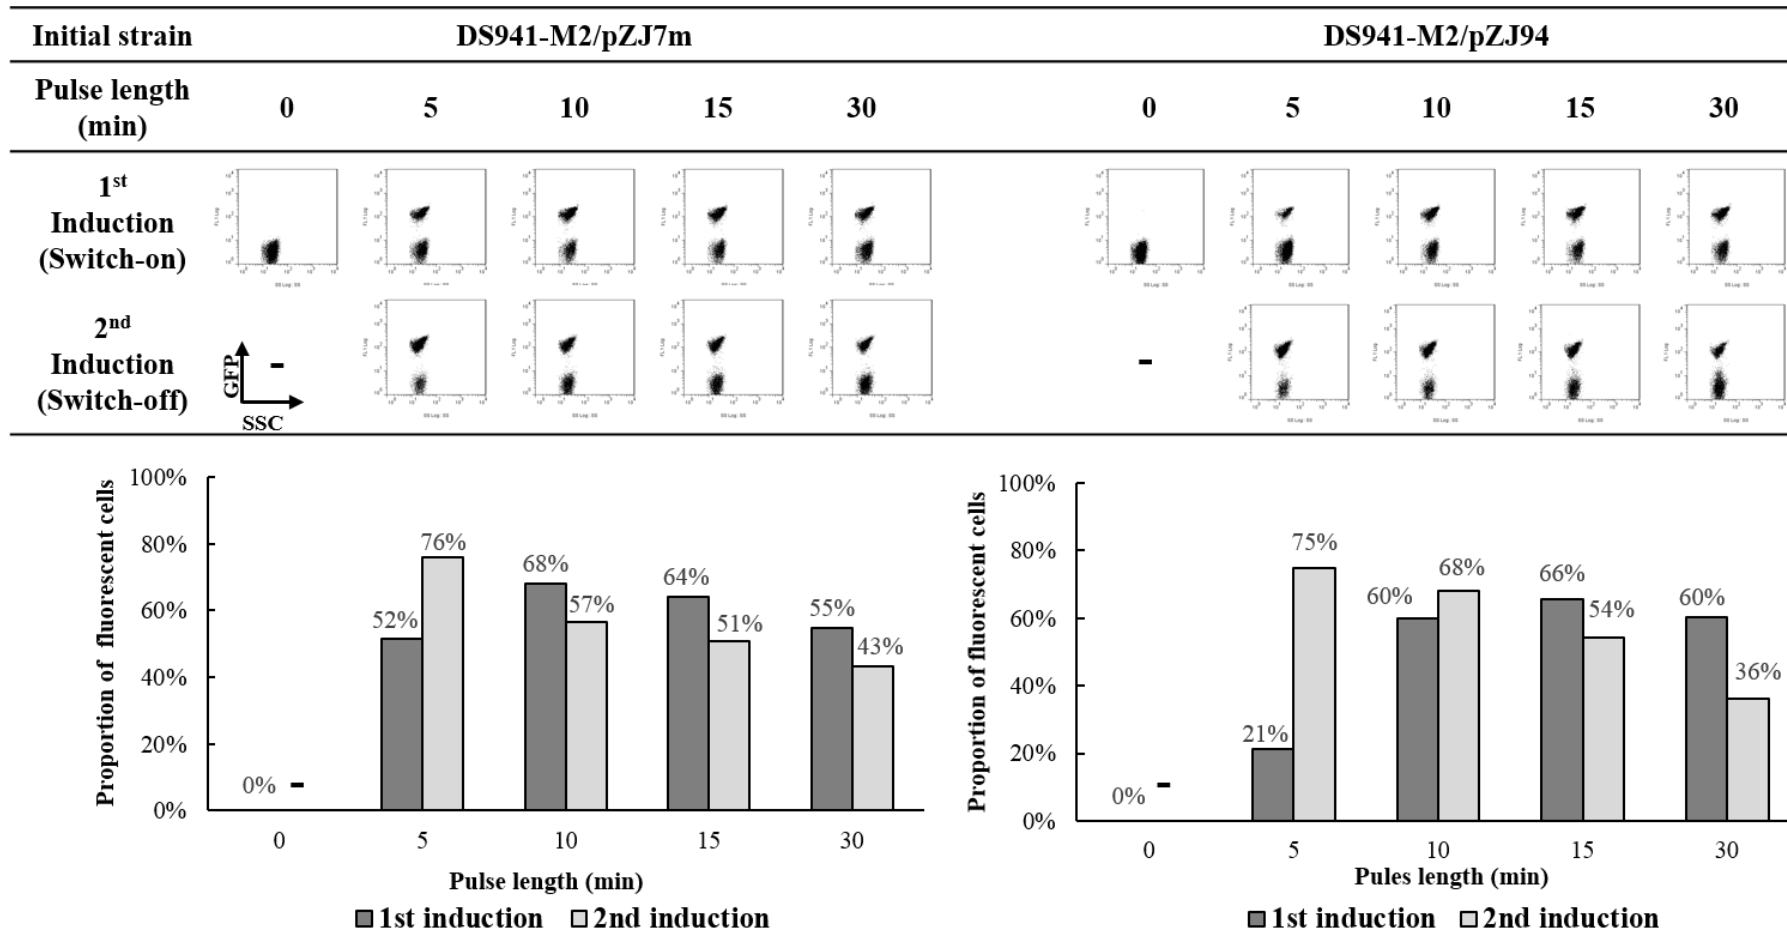 Initial strain DS941-M2/pZJ7m DS941-M2/pZJ94
Pulse length
(min)
0 5 10 15 30 0 5 10 15 30
1st
Induction
(Switch-on)
2nd
Induction
(Switch-off)
GFP
SSC
Proportion of fluorescent cells
100%
80%
60%
40%
20%
0%
0% 52% 76% 68% 57% 64% 51% 55% 43%
0 5 10 15 30
Pulse length (min)
1st induction 2nd induction
Proportion of fluorescent cells
100%
80%
60%
40%
20%
0%
0% 21% 75% 60% 68% 66% 54% 60% 36%
0 5 10 15 30
Pules length (min)
1st induction 2nd induction